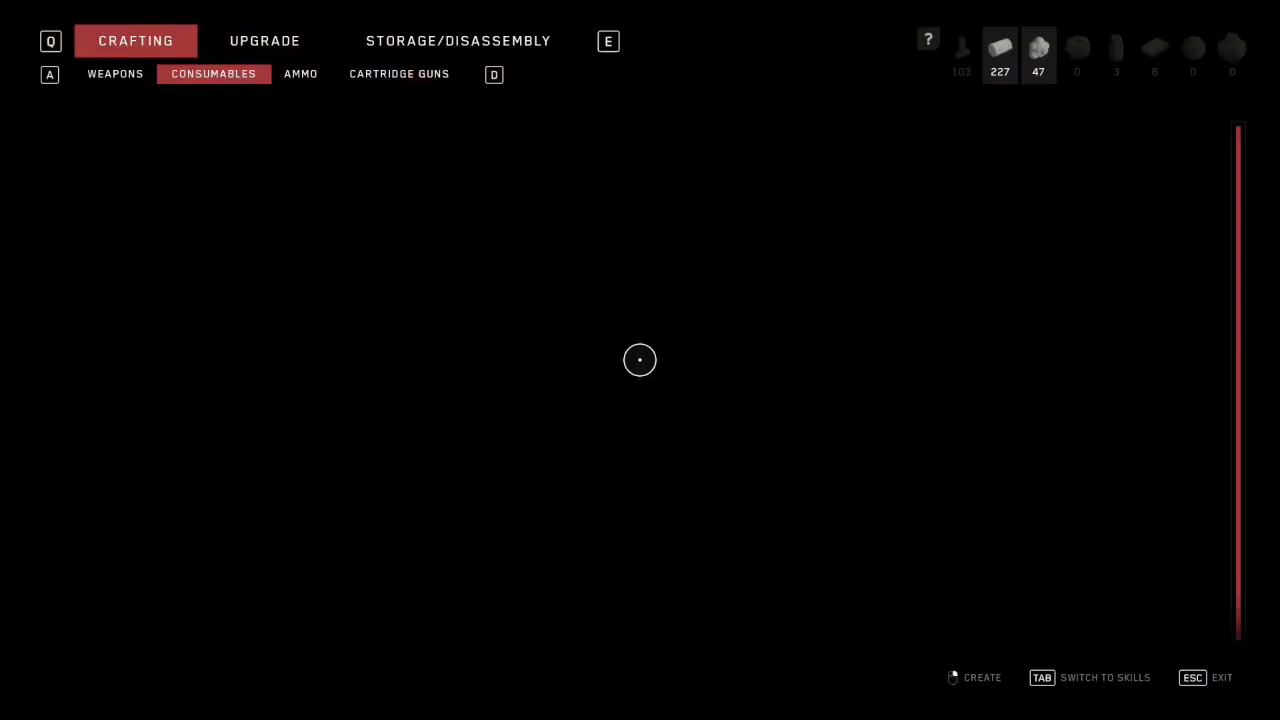 Q CRAFTING UPGRADE STORAGE/DISASSEMBLY E
A WEAPONS CONSUMABLES AMMO CARTRIDGE GUNS D
?
103 227 47 0 3 8 0 0
CREATE TAB SWITCH TO SKILLS ESC EXIT